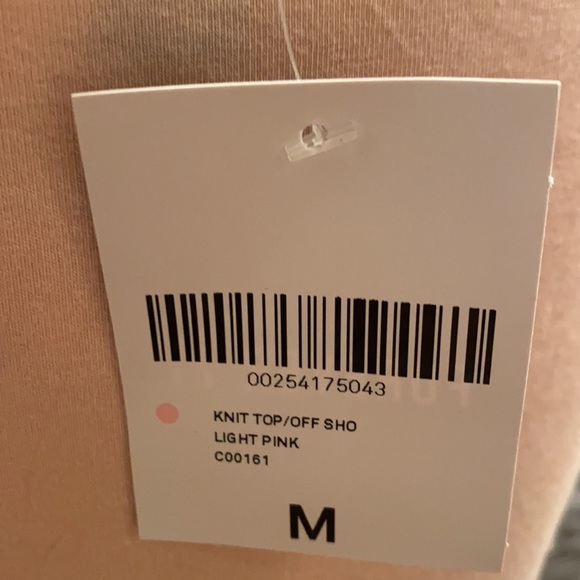 00254175043
KNIT TOP/OFF SHO
LIGHT PINK
C00161
M